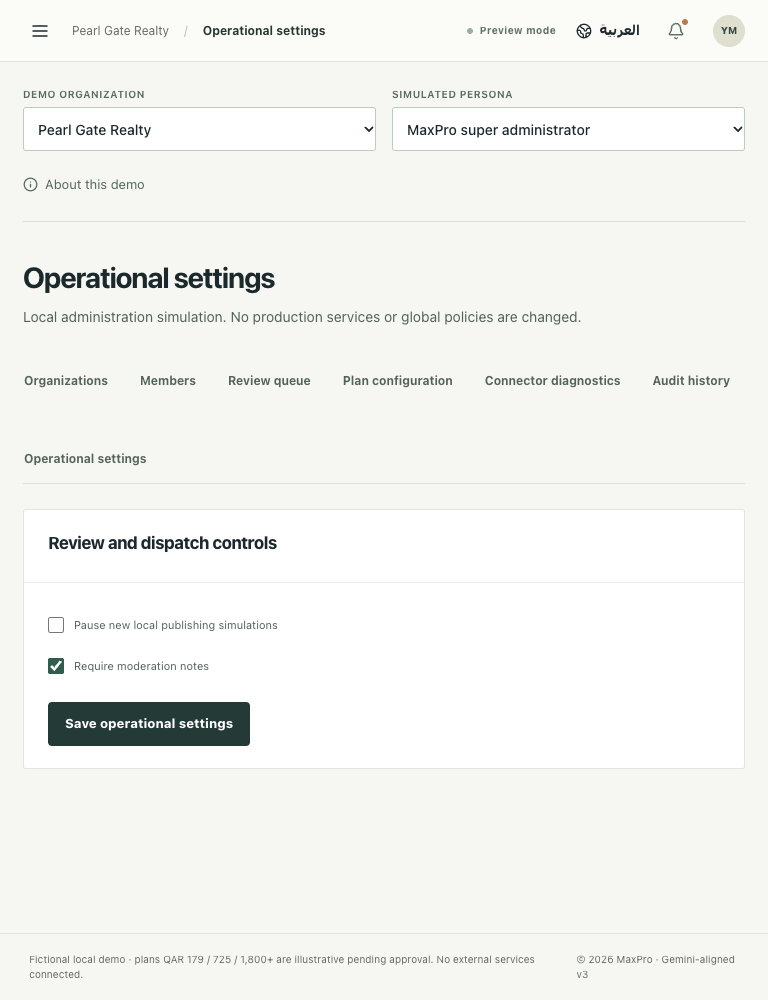 Pearl Gate Realty / Operational settings
Preview mode
العربية
YM
DEMO ORGANIZATION
SIMULATED PERSONA
Pearl Gate Realty
MaxPro super administrator
About this demo
Operational settings
Local administration simulation. No production services or global policies are changed.
Organizations
Members
Review queue
Plan configuration
Connector diagnostics
Audit history
Operational settings
Review and dispatch controls
Pause new local publishing simulations
Require moderation notes
Save operational settings
Fictional local demo · plans QAR 179 / 725 / 1,800+ are illustrative pending approval. No external services
connected.
© 2026 MaxPro · Gemini-aligned
v3